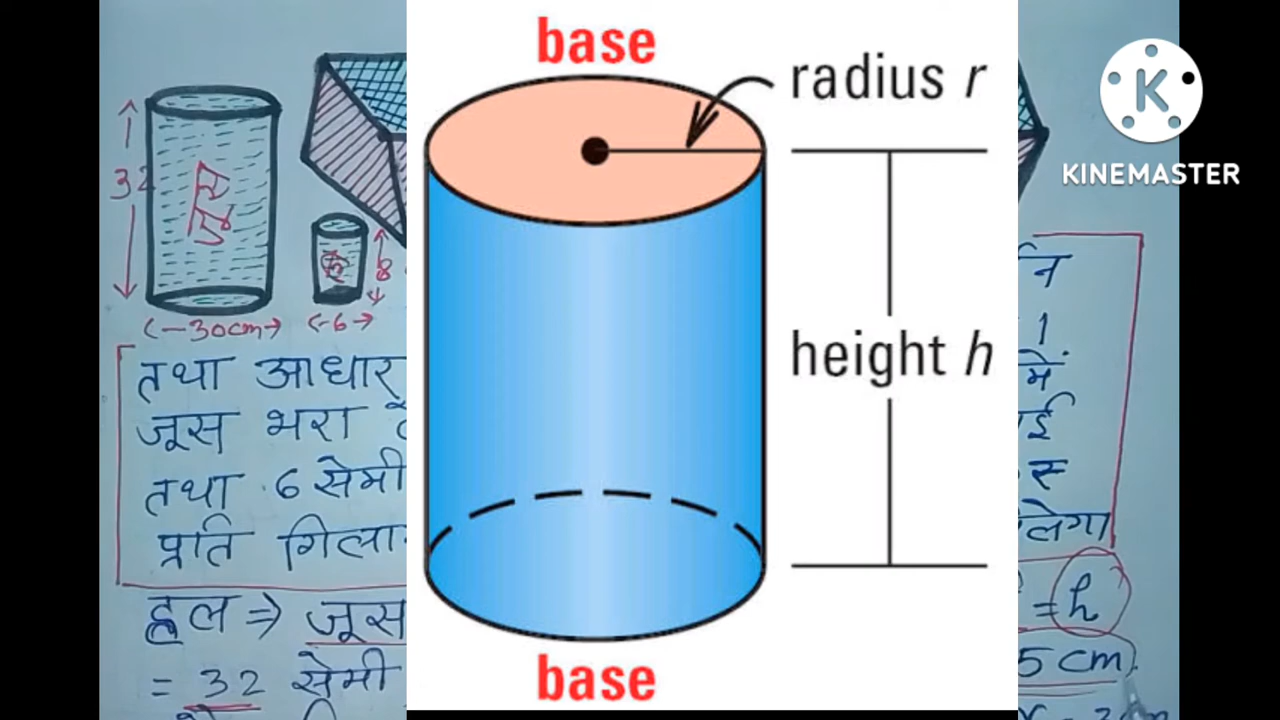 base
radius r
height h
base
KINEMASTER
32
8
30cm
6
तथा आधार
जूस भरा
तथा 6 सेमी
प्रति गिला
हल ⇒ जूस
= 32 सेमी
1
में
लेगा
= h
5 cm